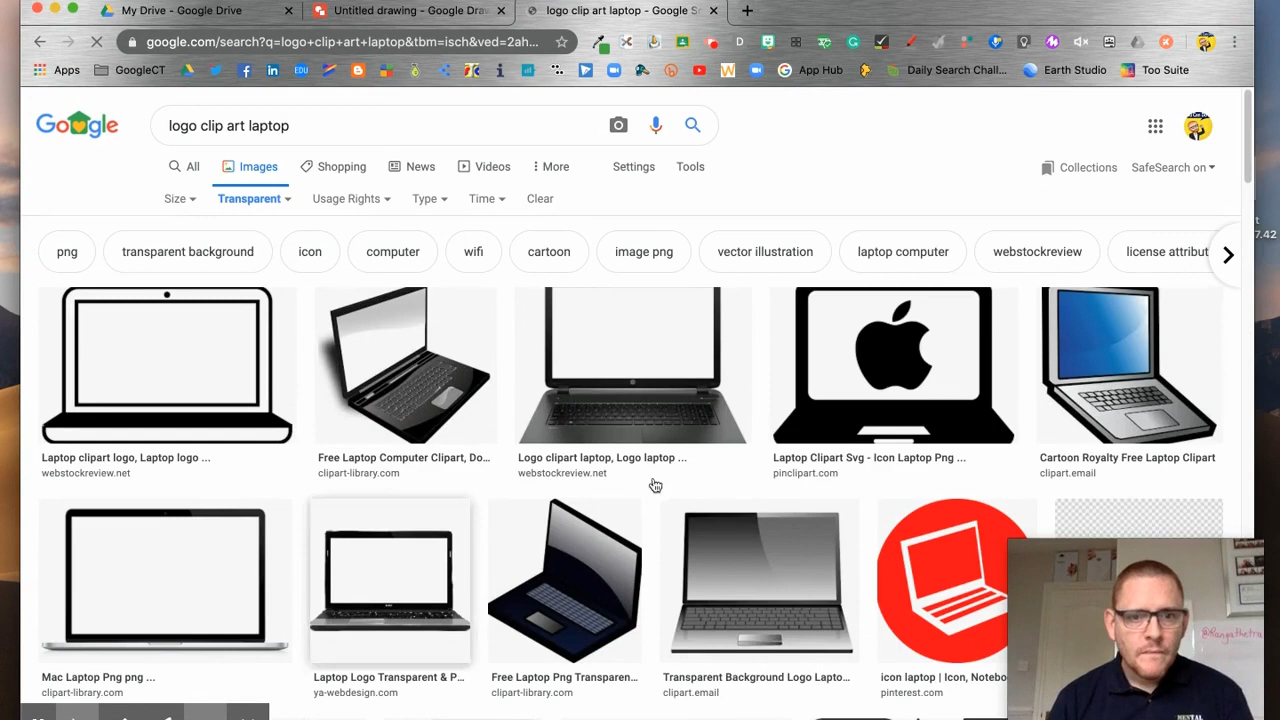 My Drive - Google Drive
Untitled drawing - Google Draw
logo clip art laptop - Google Se
google.com/search?q=logo+clip+art+laptop&tbm=isch&ved=2ah...
Apps
GoogleCT
EDU
App Hub
Daily Search Chall...
Earth Studio
Too Suite
Google
logo clip art laptop
All
Images
Shopping
News
Videos
More
Settings
Tools
Collections
SafeSearch on
Size
Transparent
Usage Rights
Type
Time
Clear
png
transparent background
icon
computer
wifi
cartoon
image png
vector illustration
laptop computer
webstockreview
license attribut
t
7.42
Laptop clipart logo, Laptop logo ...
webstockreview.net
Free Laptop Computer Clipart, Do...
clipart-library.com
Logo clipart laptop, Logo laptop ...
webstockreview.net
Laptop Clipart Svg - Icon Laptop Png ...
pinclipart.com
Cartoon Royalty Free Laptop Clipart
clipart.email
Mac Laptop Png png ...
clipart-library.com
Laptop Logo Transparent & P...
ya-webdesign.com
Free Laptop Png Transparen...
clipart-library.com
Transparent Background Logo Lapto...
clipart.email
icon laptop | Icon, Notebo
pinterest.com
MENTAL